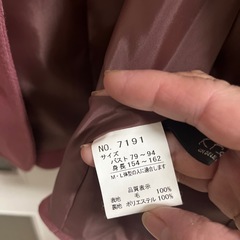 NO. 7191
サイズ
バスト 79～94
身長 154～162
M・L体型の人に適合します
品質表示
毛 100%
表地
裏地 ポリエステル 100%